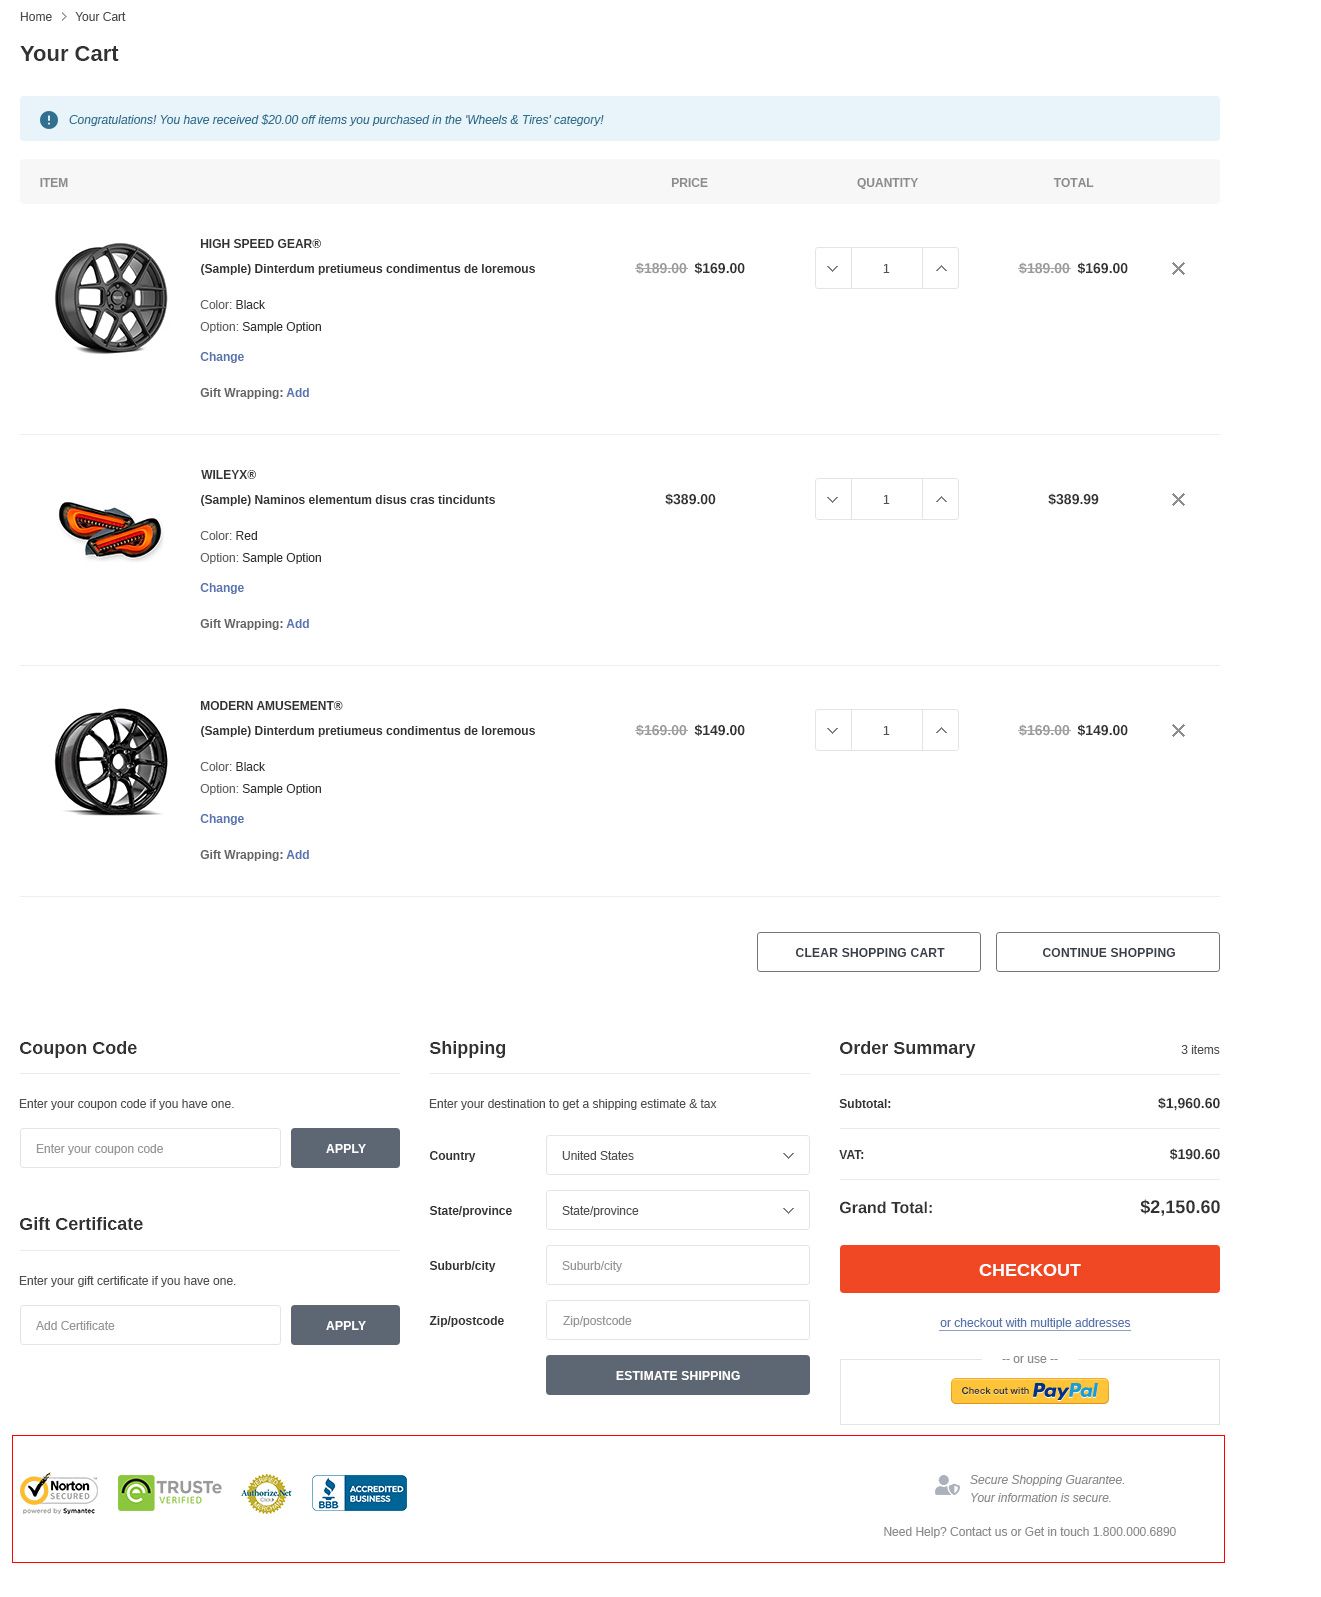 Home > Your Cart
Your Cart
Congratulations! You have received $20.00 off items you purchased in the 'Wheels & Tires' category!
ITEM PRICE QUANTITY TOTAL
HIGH SPEED GEAR®
(Sample) Dinterdum pretiumeus condimentus de loremous $189.00 $169.00 1 $189.00 $169.00
Color: Black
Option: Sample Option
Change
Gift Wrapping: Add
WILEYX®
(Sample) Naminos elementum disus cras tincidunts $389.00 1 $389.99
Color: Red
Option: Sample Option
Change
Gift Wrapping: Add
MODERN AMUSEMENT®
(Sample) Dinterdum pretiumeus condimentus de loremous $169.00 $149.00 1 $169.00 $149.00
Color: Black
Option: Sample Option
Change
Gift Wrapping: Add
CLEAR SHOPPING CART CONTINUE SHOPPING
Coupon Code
Enter your coupon code if you have one.
Enter your coupon code APPLY
Gift Certificate
Enter your gift certificate if you have one.
Add Certificate APPLY
Shipping
Enter your destination to get a shipping estimate & tax
Country United States
State/province State/province
Suburb/city Suburb/city
Zip/postcode Zip/postcode
ESTIMATE SHIPPING
Order Summary 3 items
Subtotal: $1,960.60
VAT: $190.60
Grand Total: $2,150.60
CHECKOUT
or checkout with multiple addresses
-- or use --
Check out with PayPal
Norton
SECURED
powered by Symantec
TRUSTe
VERIFIED
Authorize.Net
Click
BBB
ACCREDITED
BUSINESS
Secure Shopping Guarantee.
Your information is secure.
Need Help? Contact us or Get in touch 1.800.000.6890